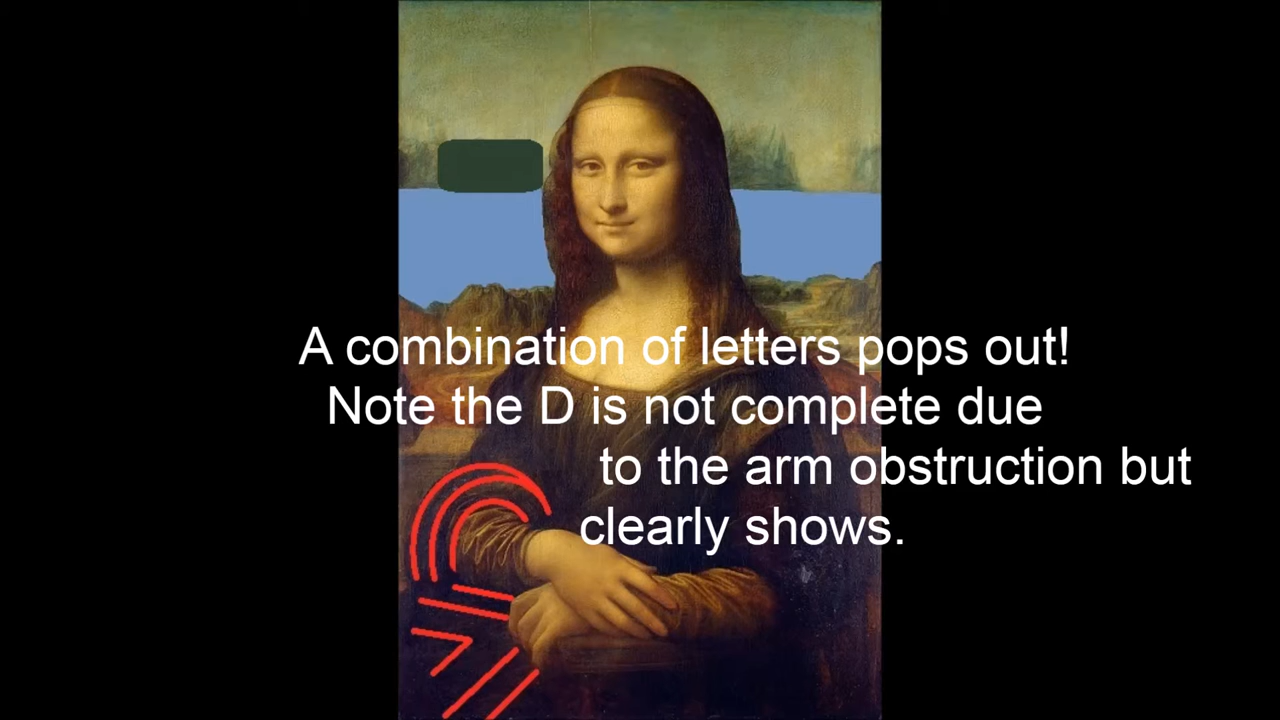 A combination of letters pops out!
Note the D is not complete due
to the arm obstruction but
clearly shows.